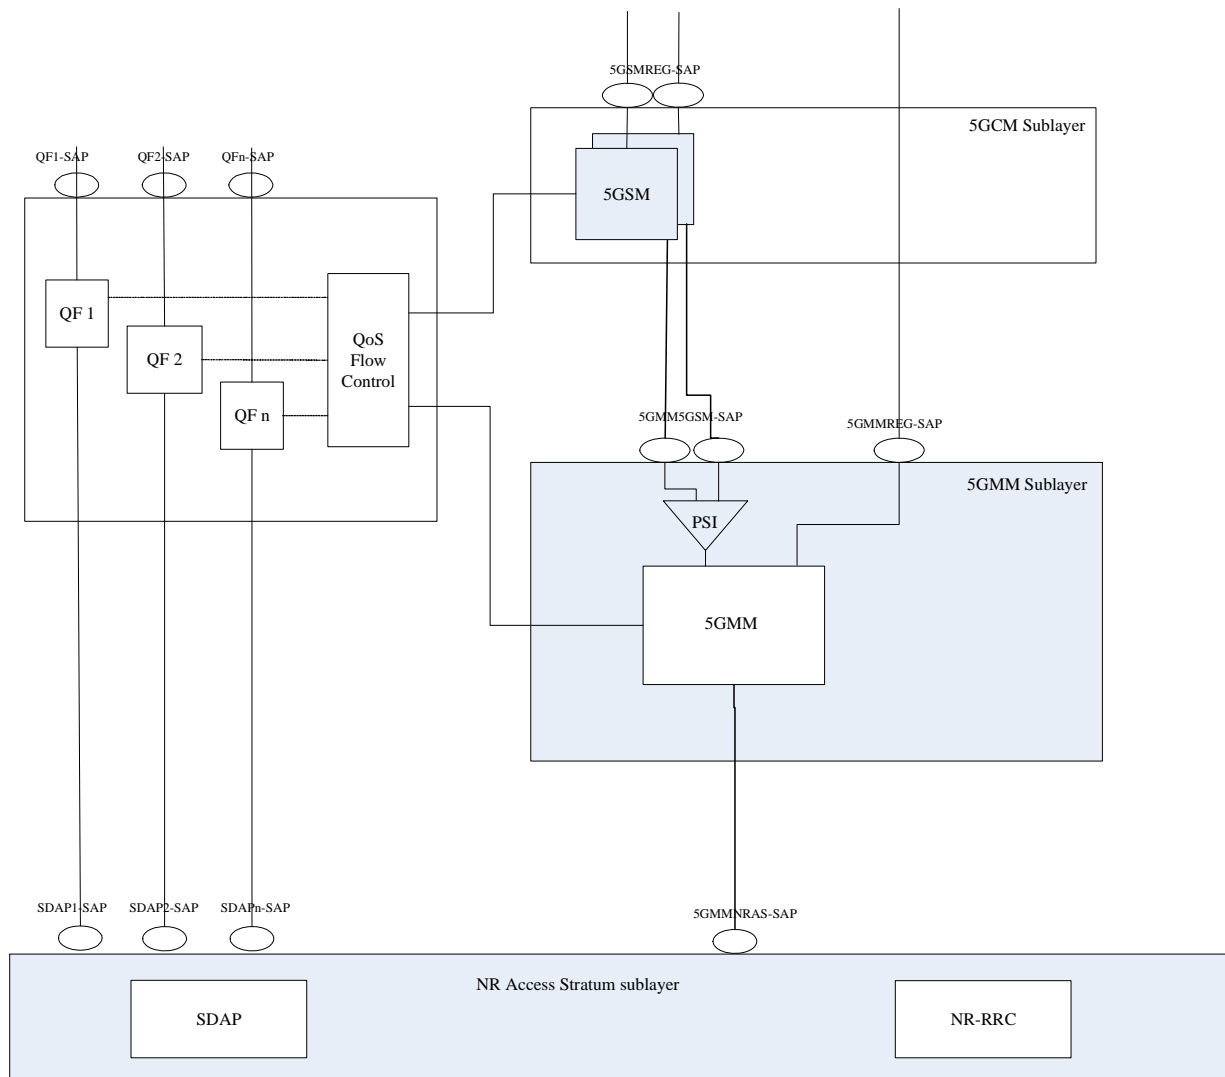 5GSMREG-SAP
5GCM Sublayer
QF1-SAP
QF2-SAP
QFn-SAP
5GSM
QF 1
QF 2
QF n
QoS
Flow
Control
5GMM5GSM-SAP
5GMMREG-SAP
5GMM Sublayer
PSI
5GMM
SDAP1-SAP
SDAP2-SAP
SDAPn-SAP
5GMMNRAS-SAP
NR Access Stratum sublayer
SDAP
NR-RRC